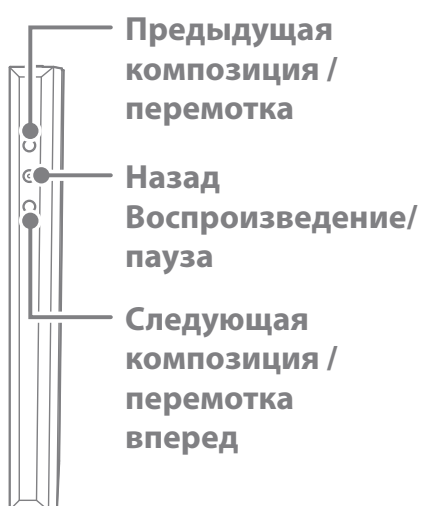 Предыдущая
композиция /
перемотка
Назад
Воспроизведение/
пауза
Следующая
композиция /
перемотка
вперед